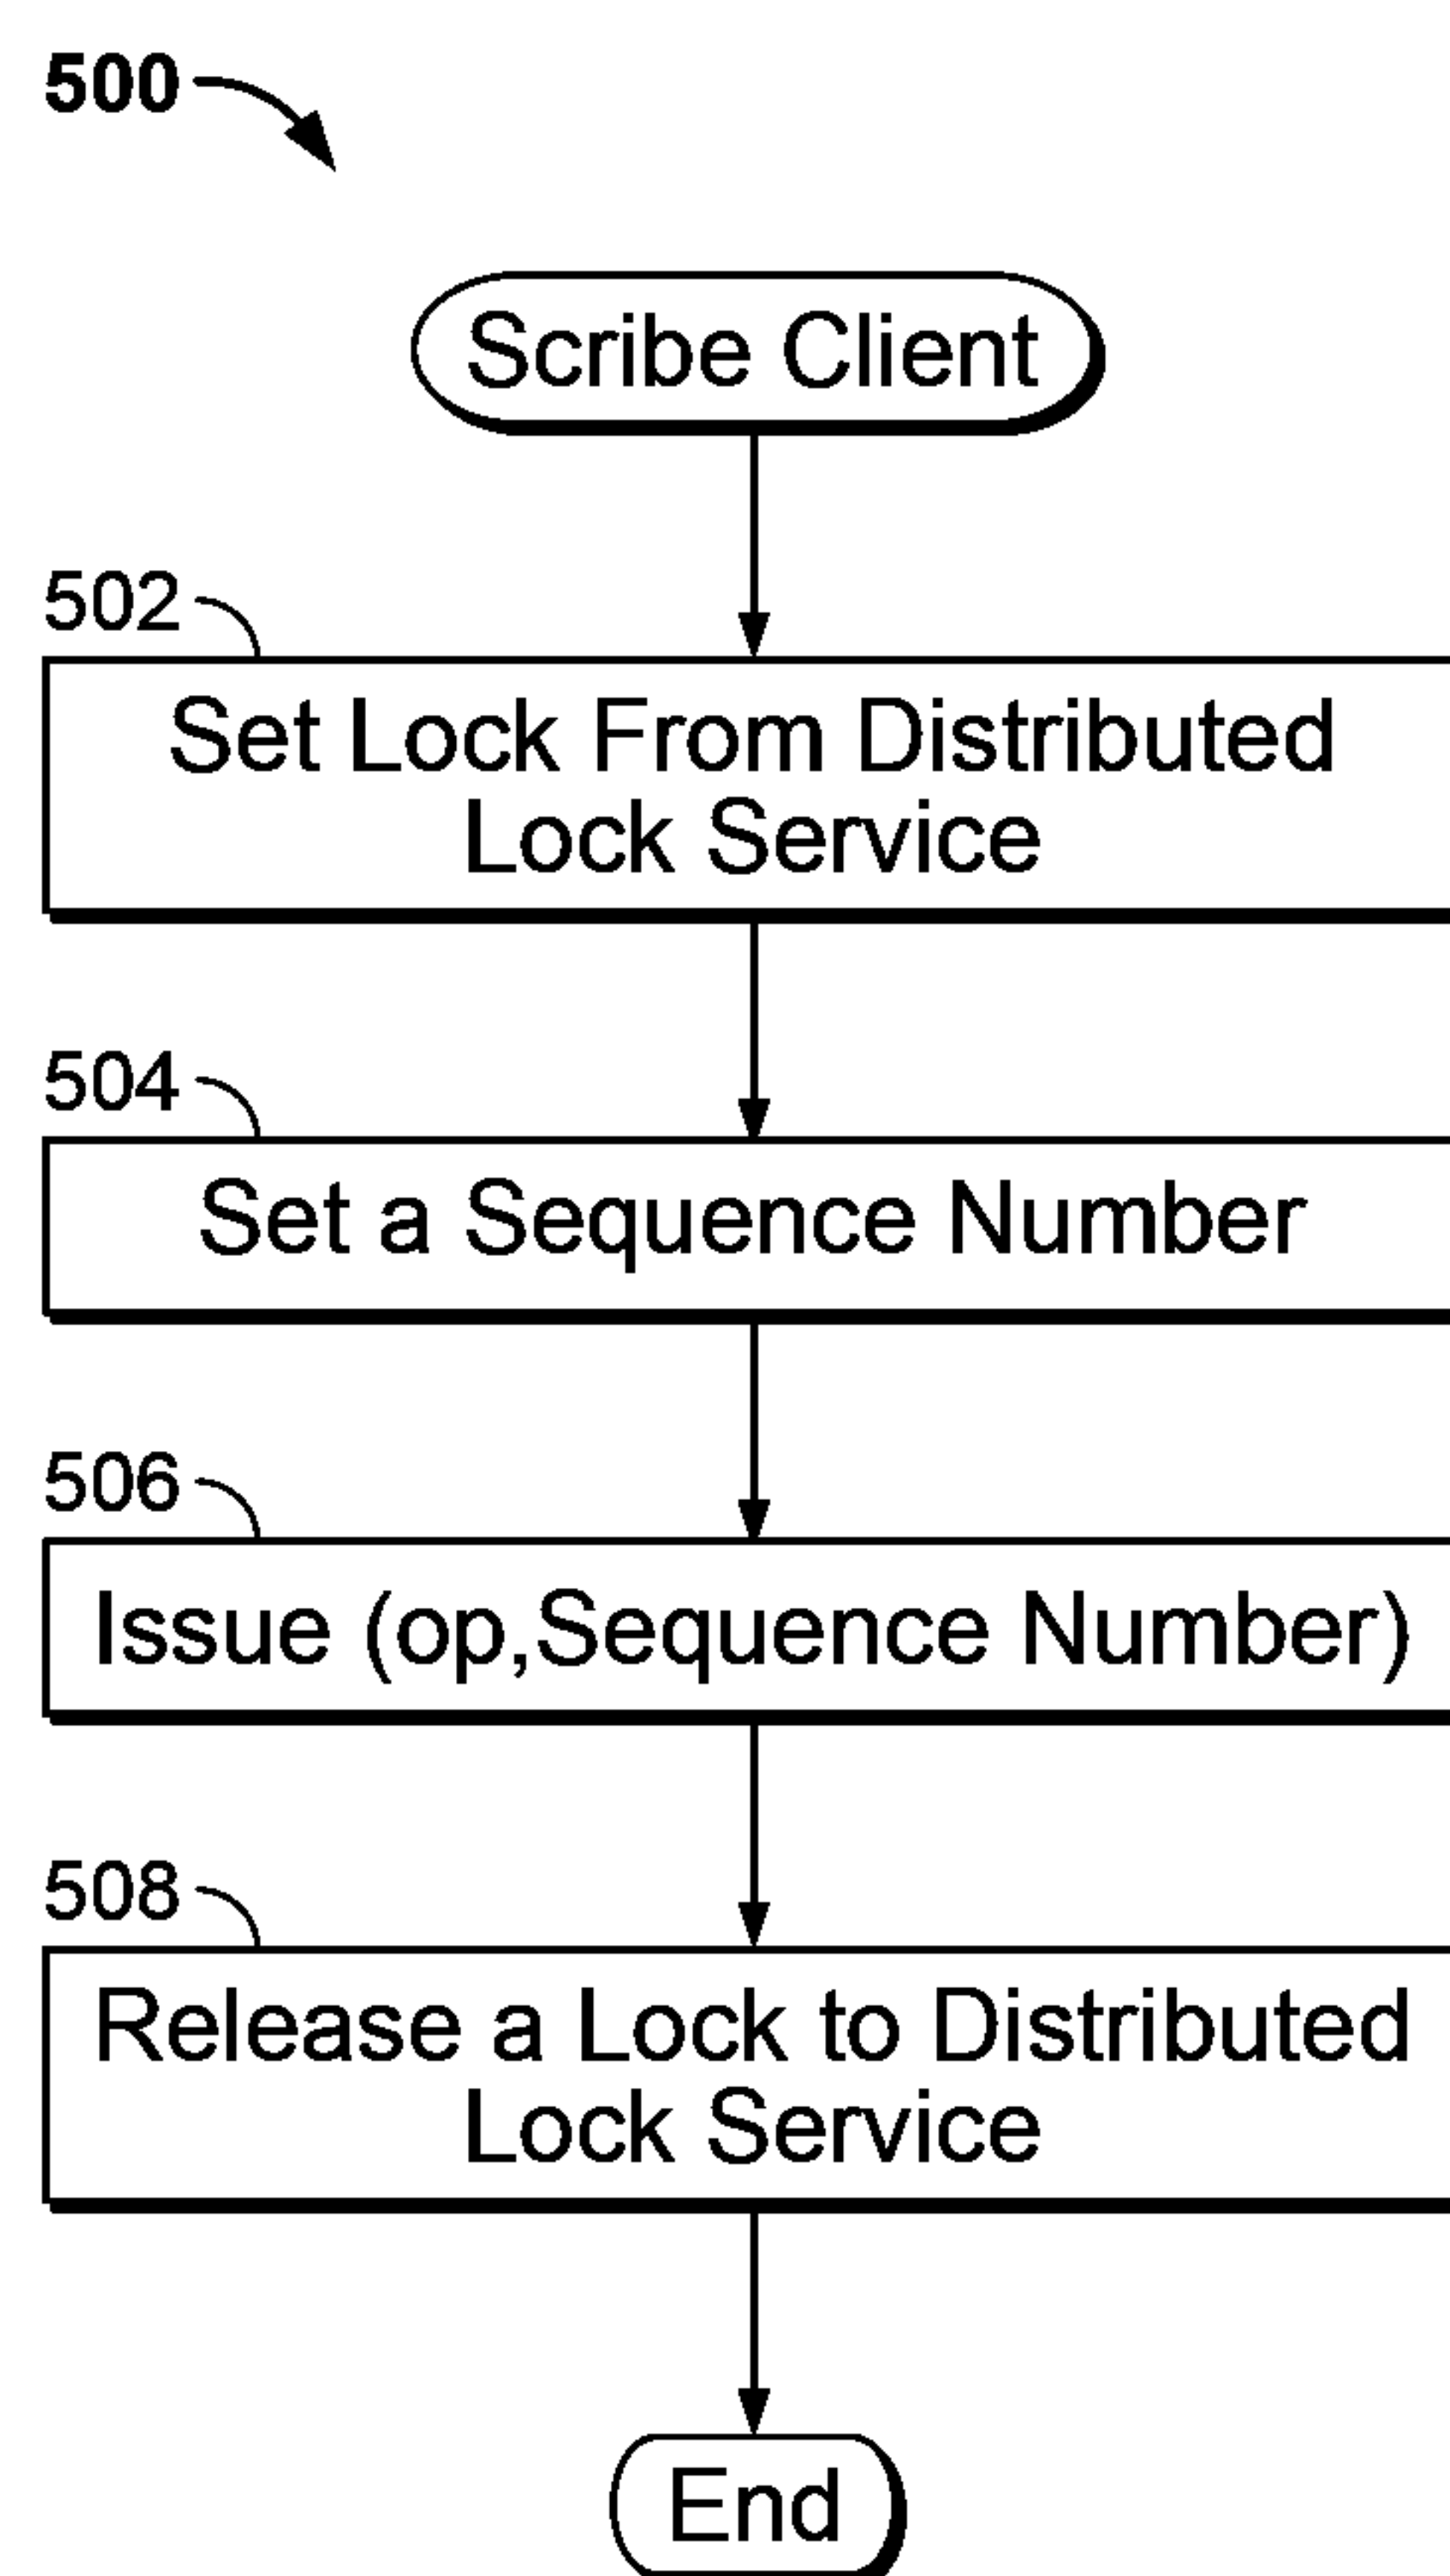 500
Scribe Client
502
Set Lock From Distributed
Lock Service
504
Set a Sequence Number
506
Issue (op,Sequence Number)
508
Release a Lock to Distributed
Lock Service
End